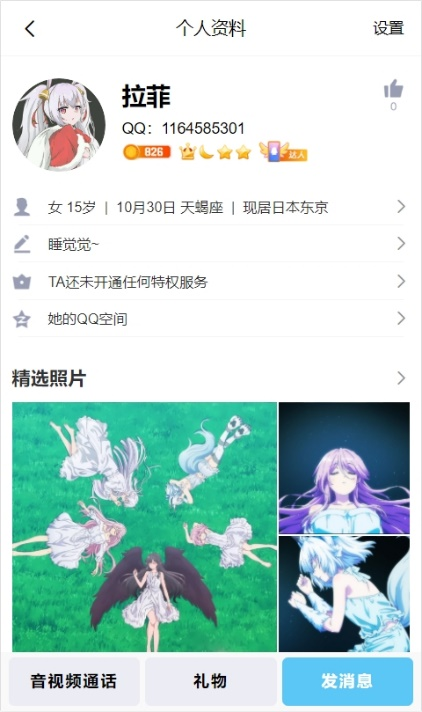 个人资料
设置
拉菲
0
QQ：1164585301
826
达人
女 15岁 | 10月30日 天蝎座 | 现居日本东京
睡觉觉~
TA还未开通任何特权服务
她的QQ空间
精选照片
音视频通话
礼物
发消息